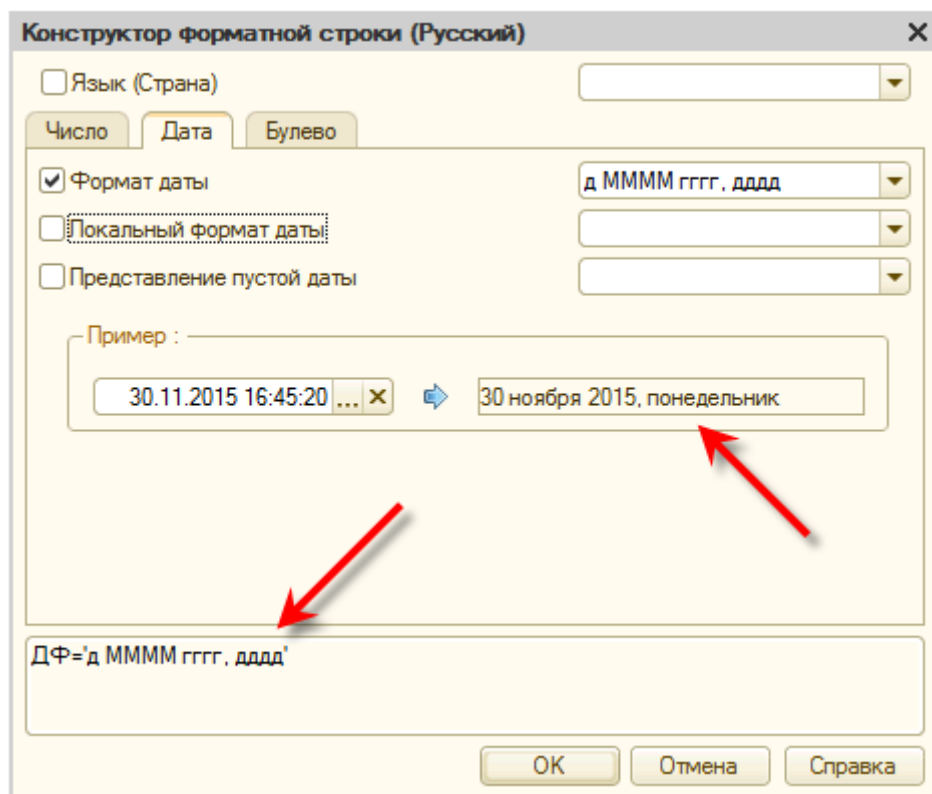 Конструктор форматной строки (Русский)
Язык (Страна)
Число Дата Булево
Формат даты д ММММ гггг, дддд
Локальный формат даты
Представление пустой даты
Пример :
30.11.2015 16:45:20 ... 30 ноября 2015, понедельник
ДФ='д ММММ гггг, дддд'
OK Отмена Справка